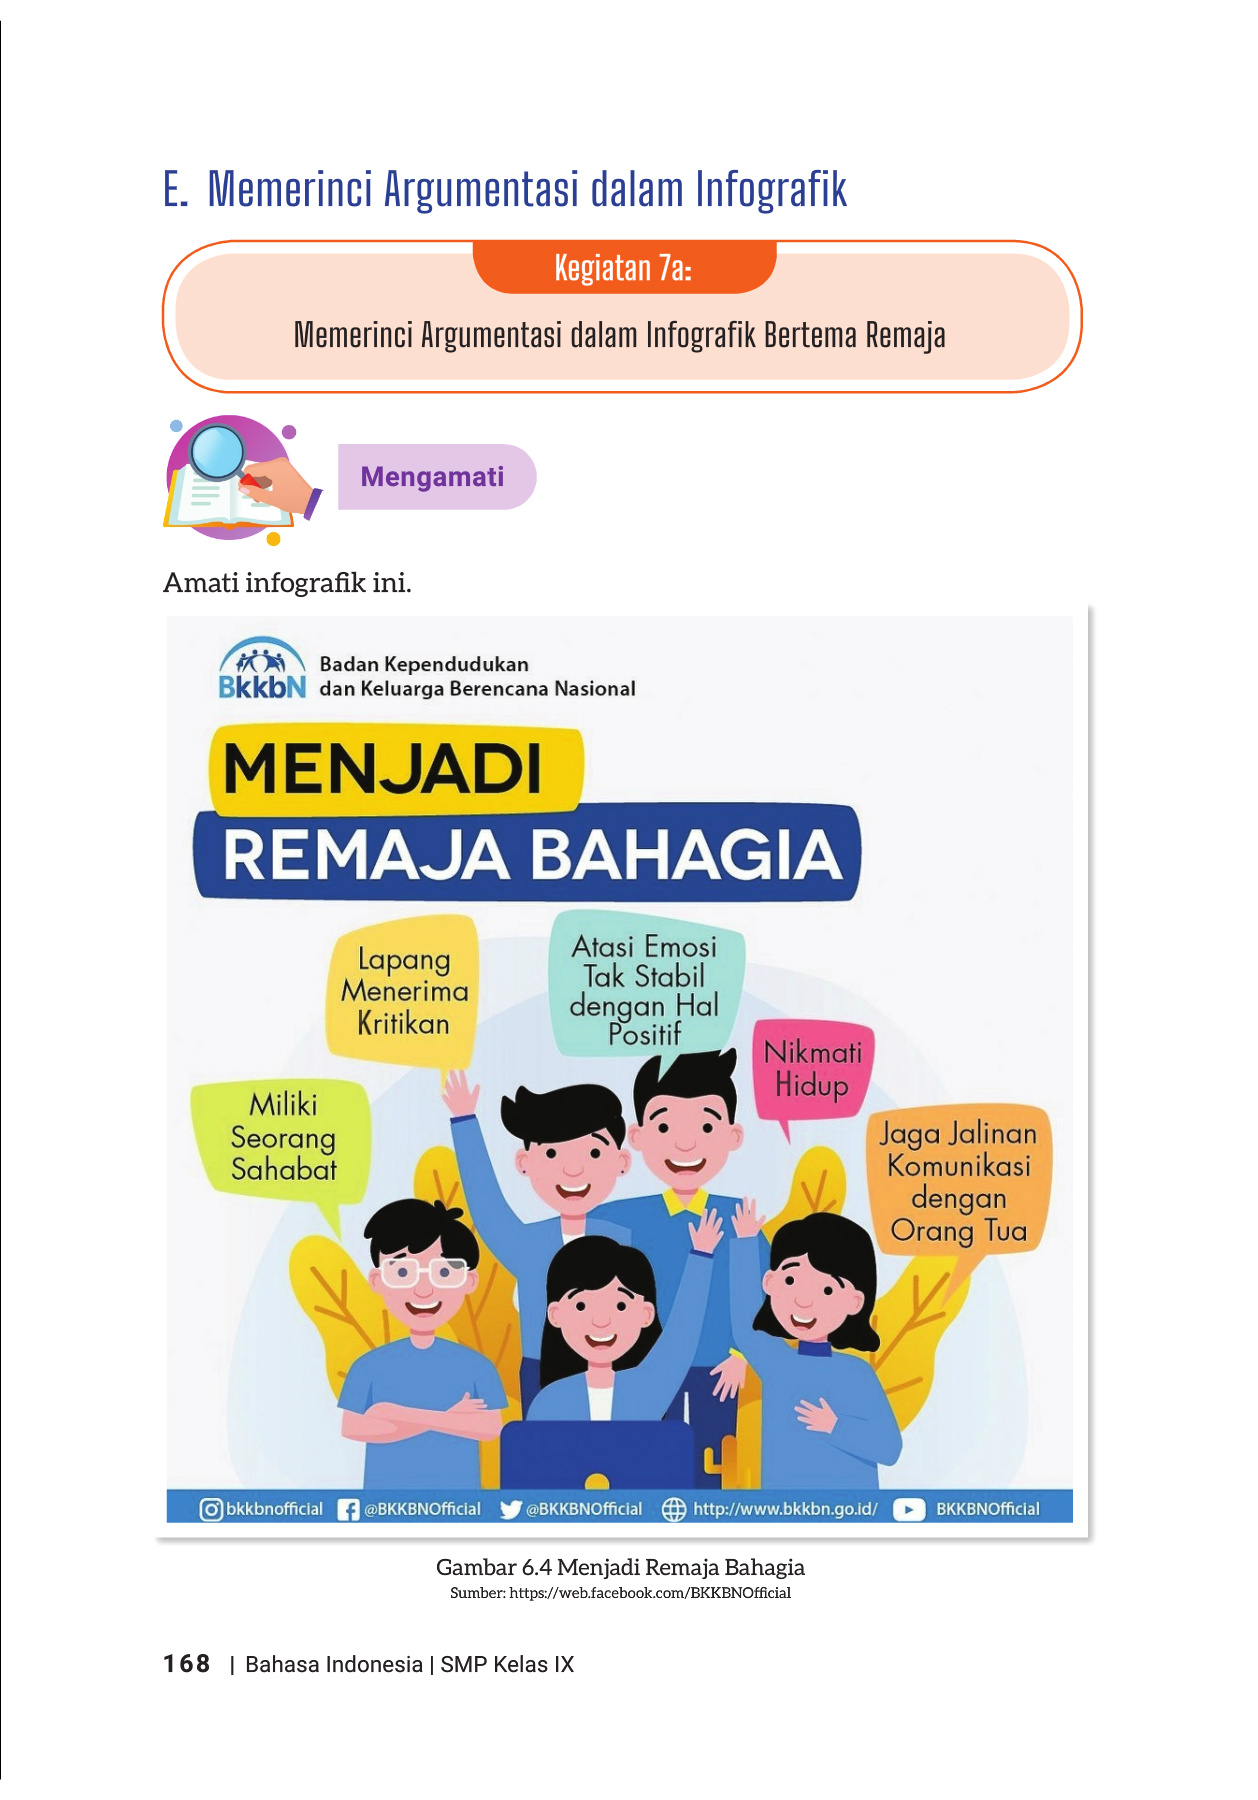 E. Memerinci Argumentasi dalam Infografik
Kegiatan 7a:
Memerinci Argumentasi dalam Infografik Bertema Remaja
Mengamati
Amati infografik ini.
BkkbN
Badan Kependudukan
dan Keluarga Berencana Nasional
MENJADI
REMAJA BAHAGIA
Lapang
Menerima
Kritikan
Atasi Emosi
Tak Stabil
dengan Hal
Positif
Nikmati
Hidup
Miliki
Seorang
Sahabat
Jaga Jalinan
Komunikasi
dengan
Orang Tua
bkkbnofficial @BKKBNOfficial @BKKBNOfficial http://www.bkkbn.go.id/ BKKBNOfficial
Gambar 6.4 Menjadi Remaja Bahagia
Sumber: https://web.facebook.com/BKKBNOfficial
168 | Bahasa Indonesia | SMP Kelas IX